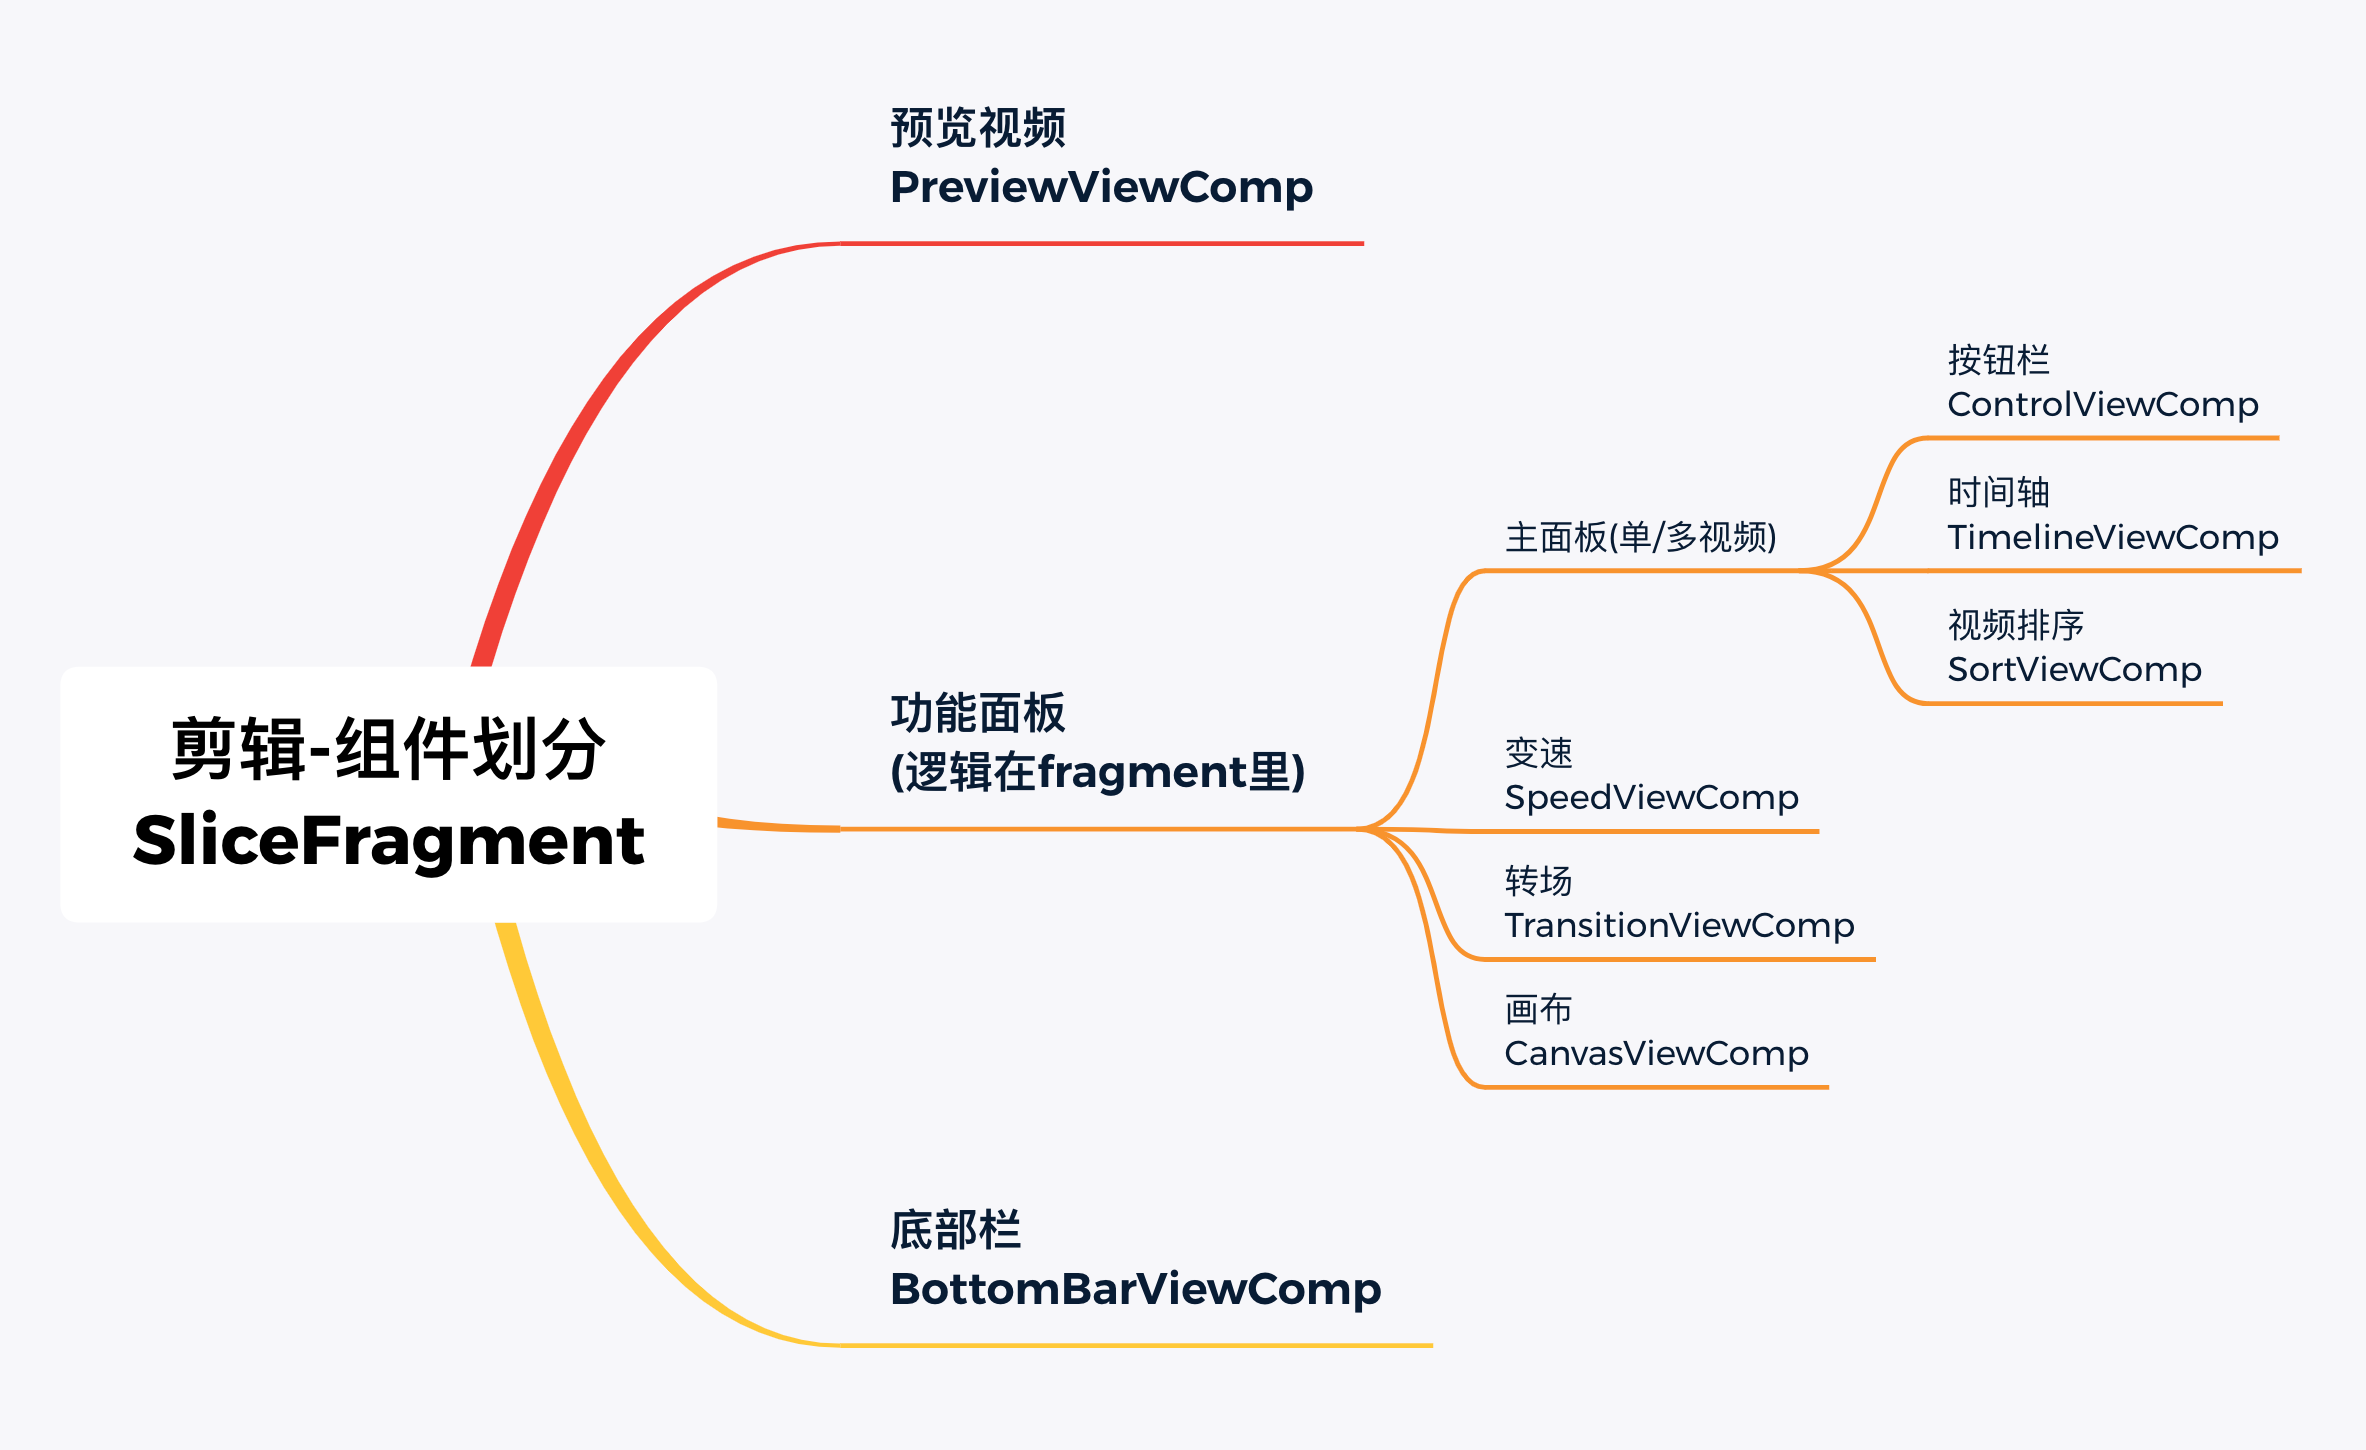 剪辑-组件划分
SliceFragment
预览视频
PreviewViewComp
功能面板
(逻辑在fragment里)
主面板(单/多视频)
按钮栏
ControlViewComp
时间轴
TimelineViewComp
视频排序
SortViewComp
变速
SpeedViewComp
转场
TransitionViewComp
画布
CanvasViewComp
底部栏
BottomBarViewComp